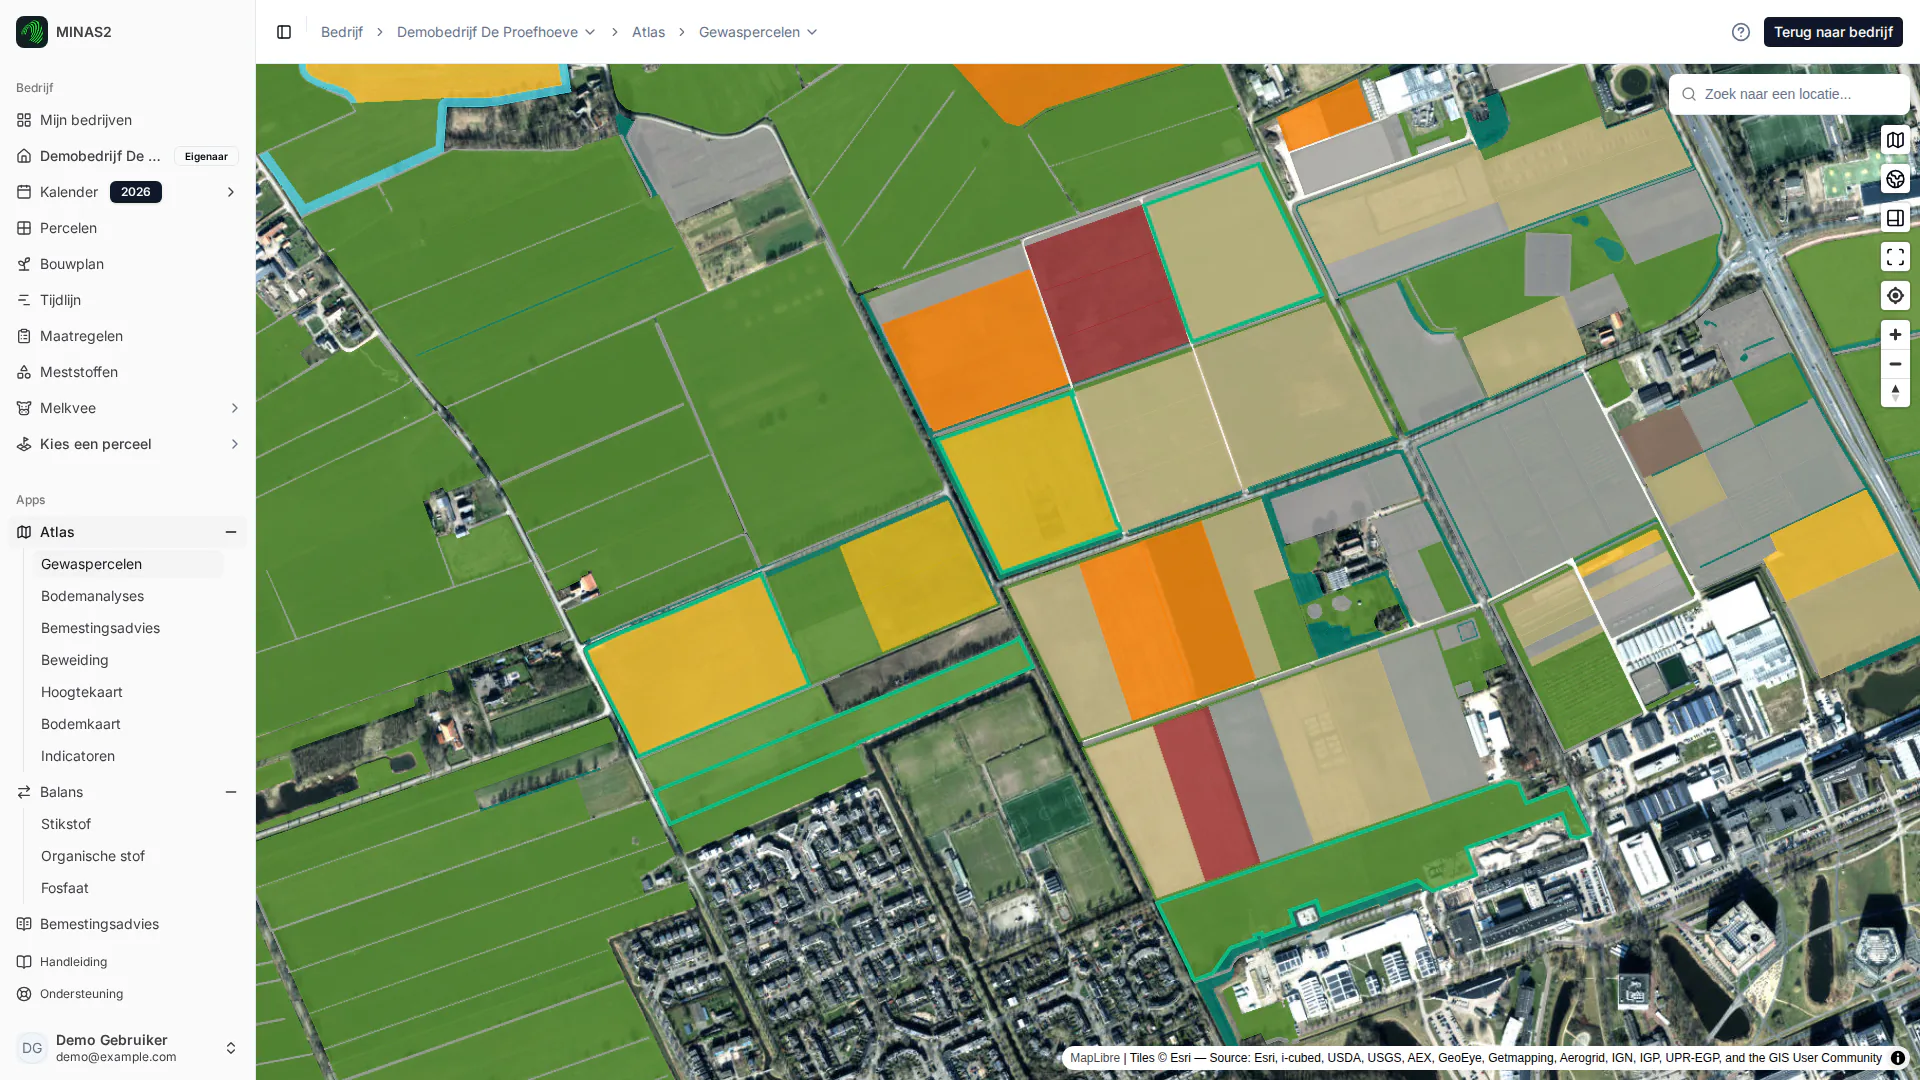 MINAS2
Bedrijf
Mijn bedrijven
Demobedrijf De ... Eigenaar
Kalender 2026
Percelen
Bouwplan
Tijdlijn
Maatregelen
Meststoffen
Melkvee
Kies een perceel
Apps
Atlas
Gewaspercelen
Bodemanalyses
Bemestingsadvies
Beweiding
Hoogtekaart
Bodemkaart
Indicatoren
Balans
Stikstof
Organische stof
Fosfaat
Bemestingsadvies
Handleiding
Ondersteuning
DG
Demo Gebruiker
demo@example.com
Bedrijf Demobedrijf De Proefhoeve Atlas Gewaspercelen
Terug naar bedrijf
Zoek naar een locatie...
MapLibre | Tiles © Esri — Source: Esri, i-cubed, USDA, USGS, AEX, GeoEye, Getmapping, Aerogrid, IGN, IGP, UPR-EGP, and the GIS User Community